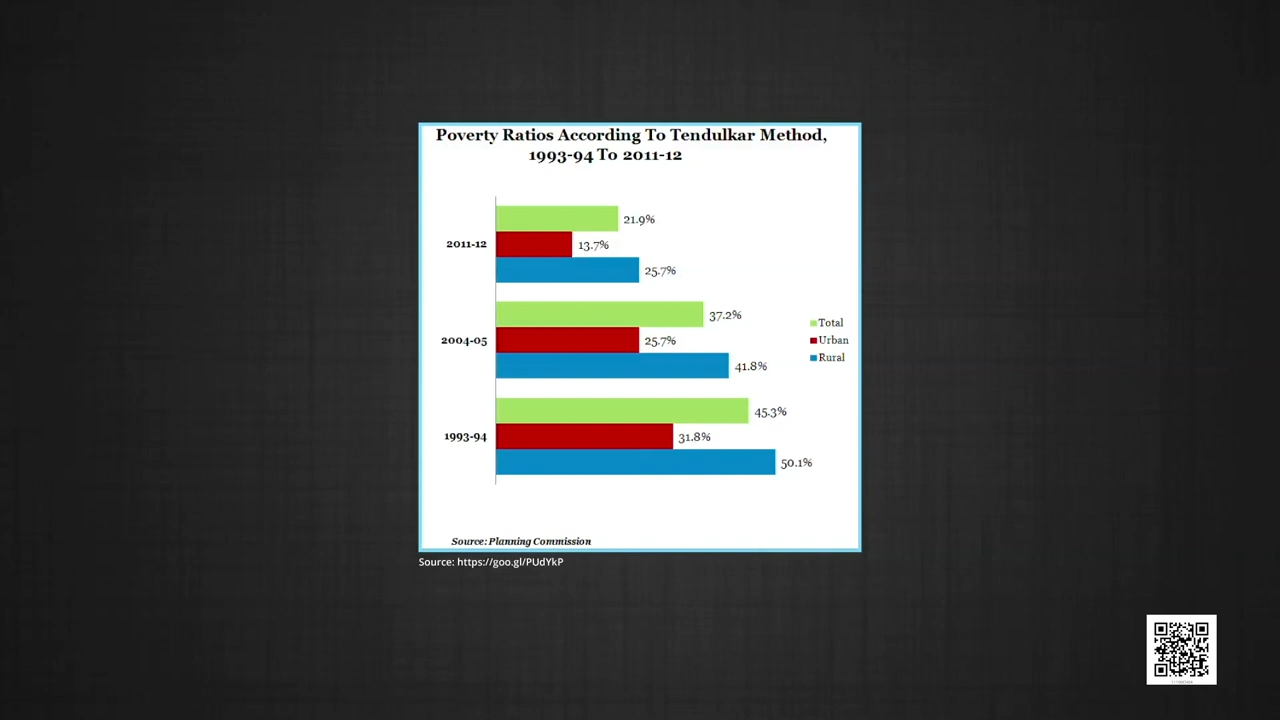 Poverty Ratios According To Tendulkar Method,
1993-94 To 2011-12
21.9%
2011-12
13.7%
25.7%
37.2%
2004-05
25.7%
41.8%
Total
Urban
Rural
45.3%
1993-94
31.8%
50.1%
Source: Planning Commission
Source: https://goo.gl/PUdYkP